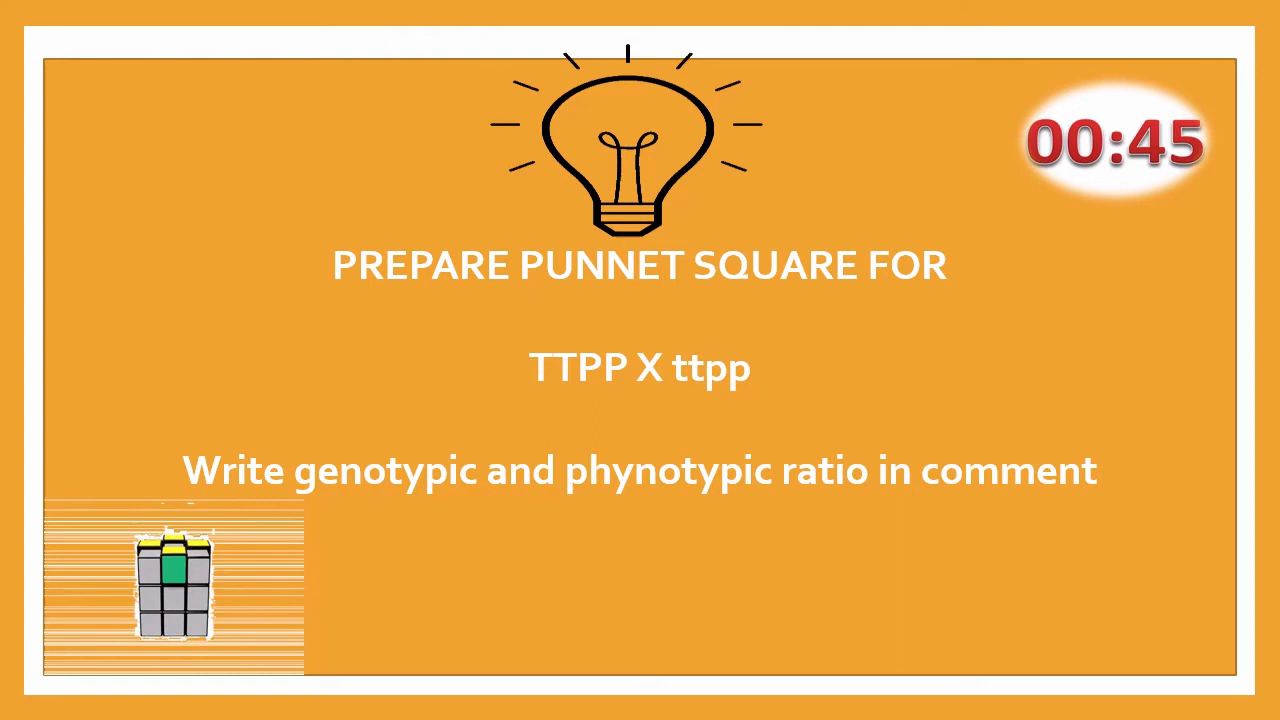 00:45
PREPARE PUNNET SQUARE FOR
TTPP X ttpp
Write genotypic and phynotypic ratio in comment